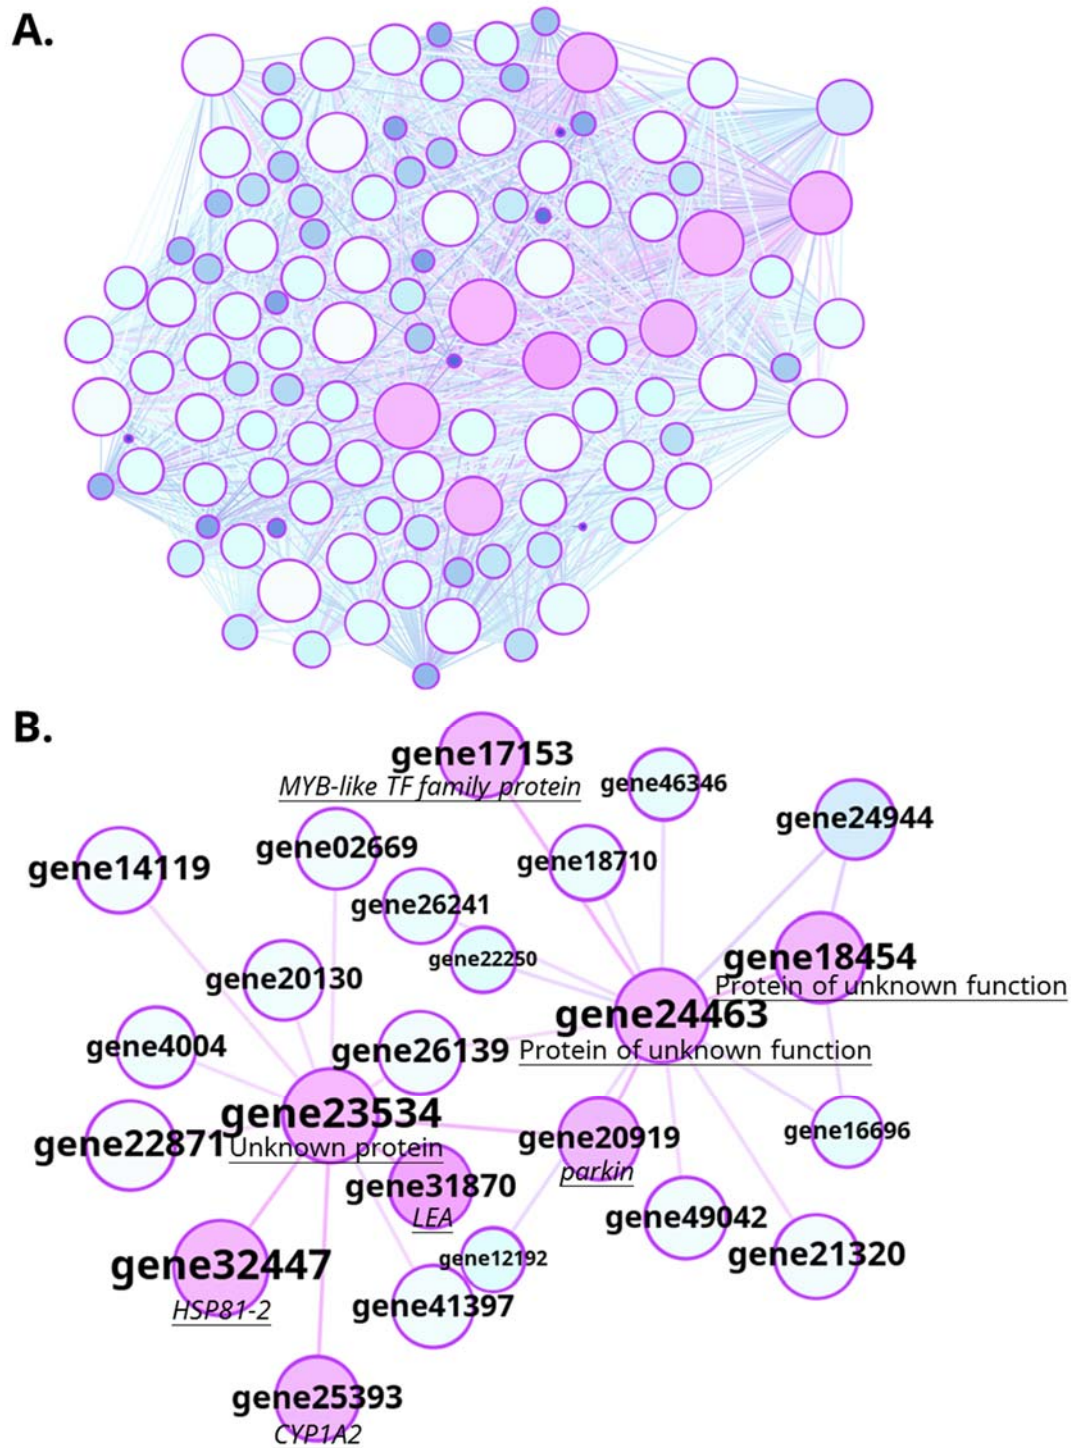 A.
B.
gene17153
MYB-like TF family protein
gene46346
gene24944
gene02669
gene18710
gene14119
gene26241
gene22250
gene18454
Protein of unknown function
gene20130
gene24463
Protein of unknown function
gene4004
gene26139
gene23534
Unknown protein
gene22871
gene20919
parkin
gene16696
gene31870
LEA
gene49042
gene21320
gene12192
gene32447
HSP81-2
gene41397
gene25393
CYP1A2